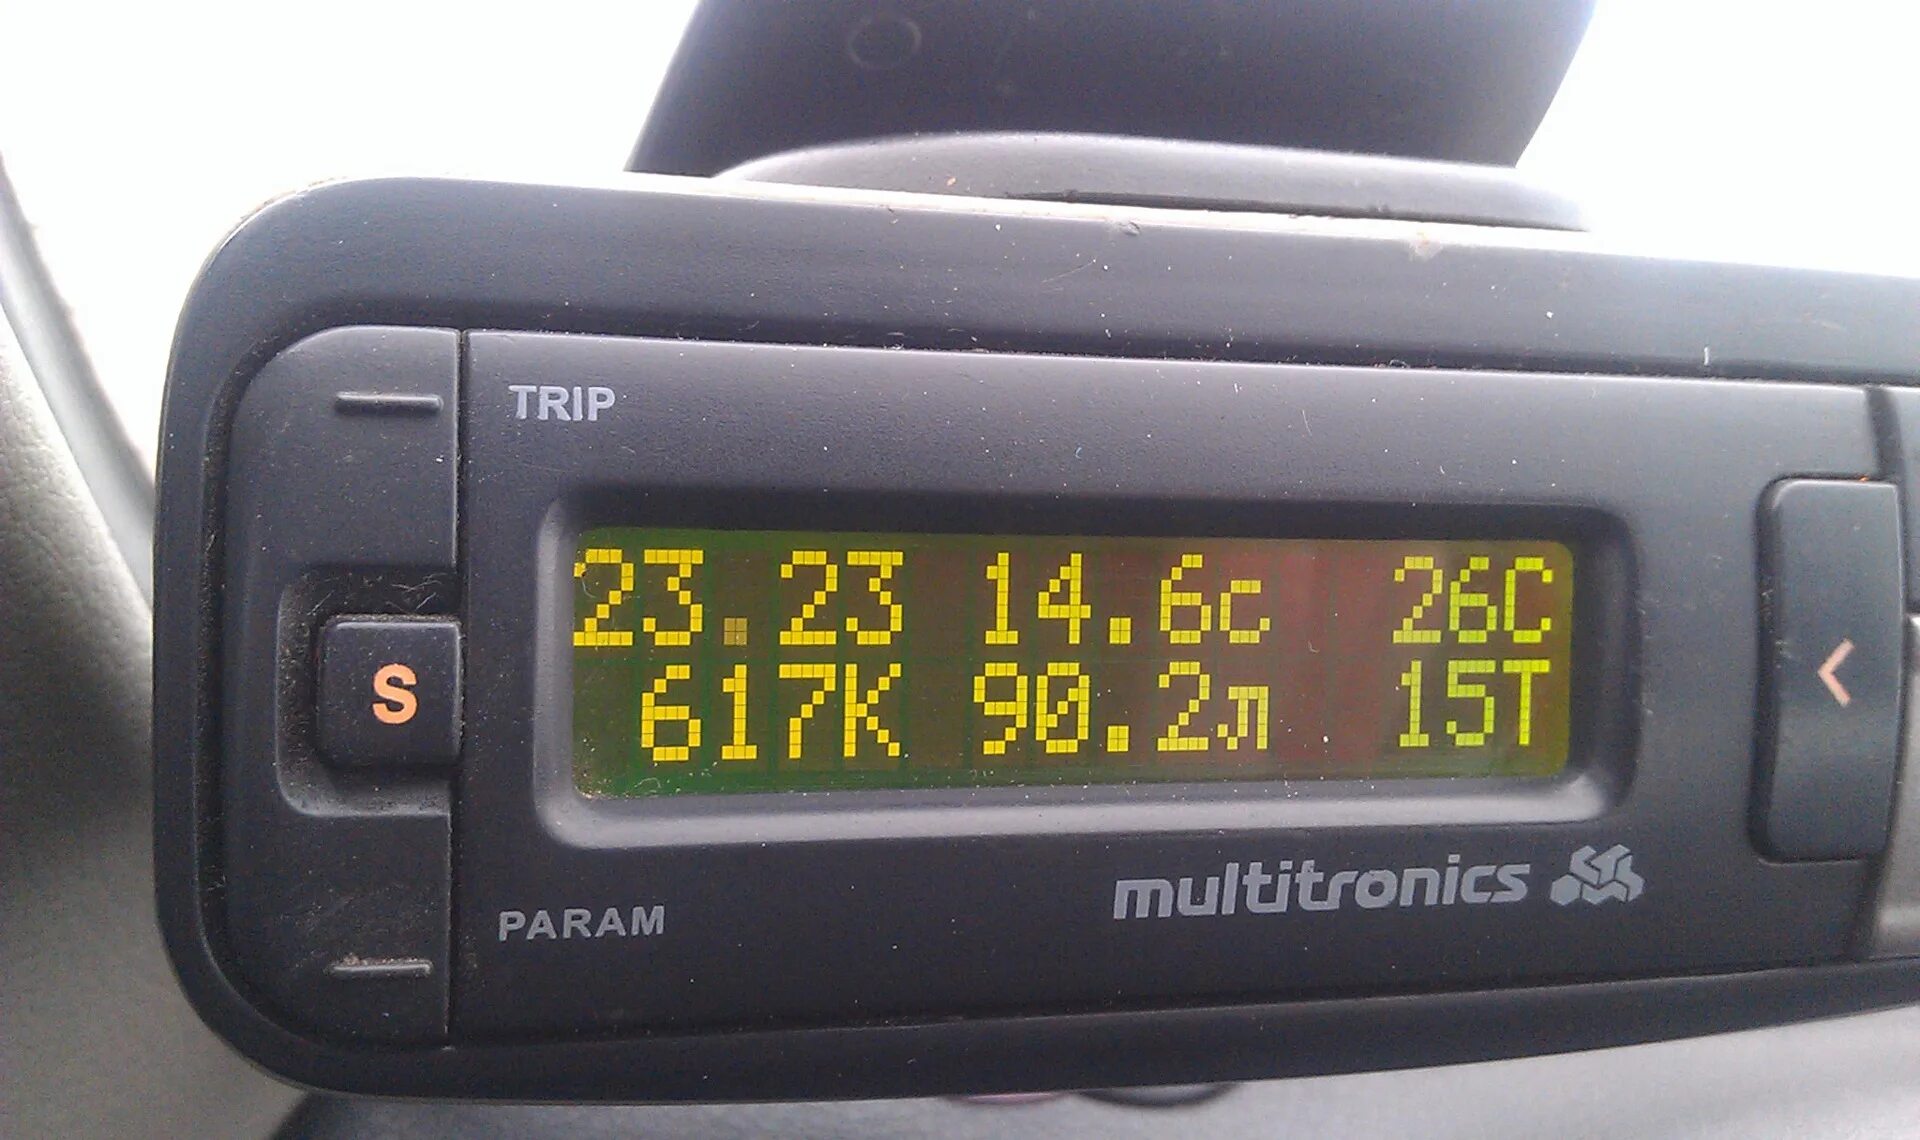 TRIP
23.23 14.6c 26C
617K 90.2л 15T
S
<
multitronics
PARAM